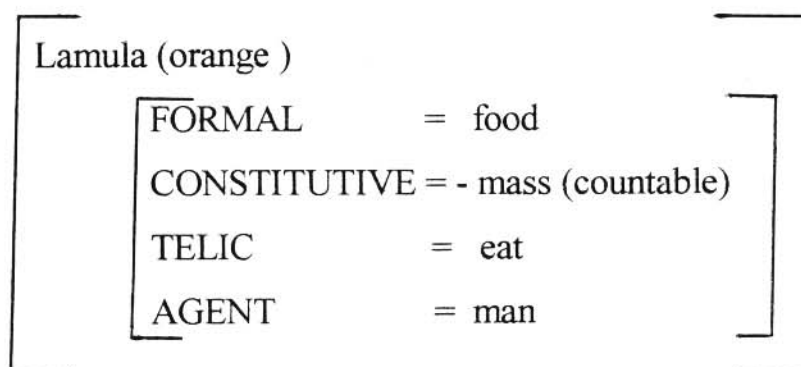 Lamula (orange )
FORMAL = food
CONSTITUTIVE = - mass (countable)
TELIC = eat
AGENT = man